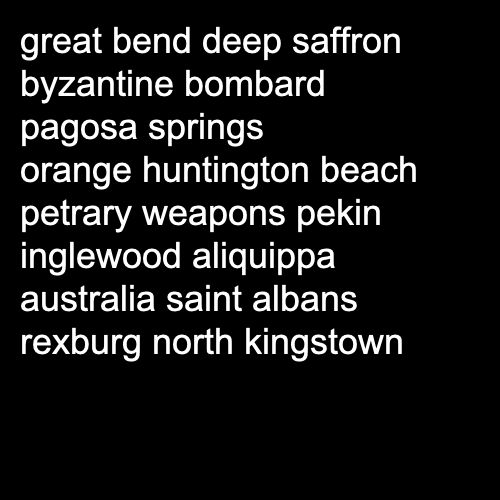 great bend deep saffron
byzantine bombard
pagosa springs
orange huntington beach
petrary weapons pekin
inglewood aliquippa
australia saint albans
rexburg north kingstown